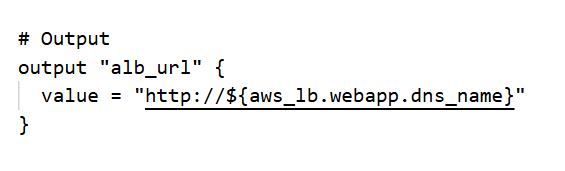 # Output
output "alb_url" {
  value = "http://${aws_lb.webapp.dns_name}"
}